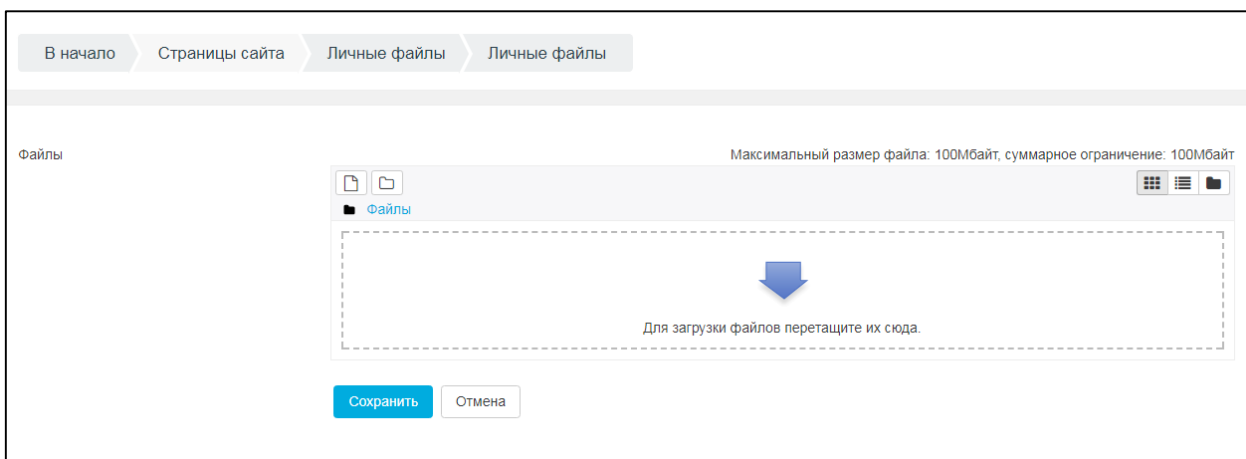 В начало Страницы сайта Личные файлы Личные файлы
Файлы Максимальный размер файла: 100Мбайт, суммарное ограничение: 100Мбайт
Файлы
Для загрузки файлов перетащите их сюда.
Сохранить Отмена